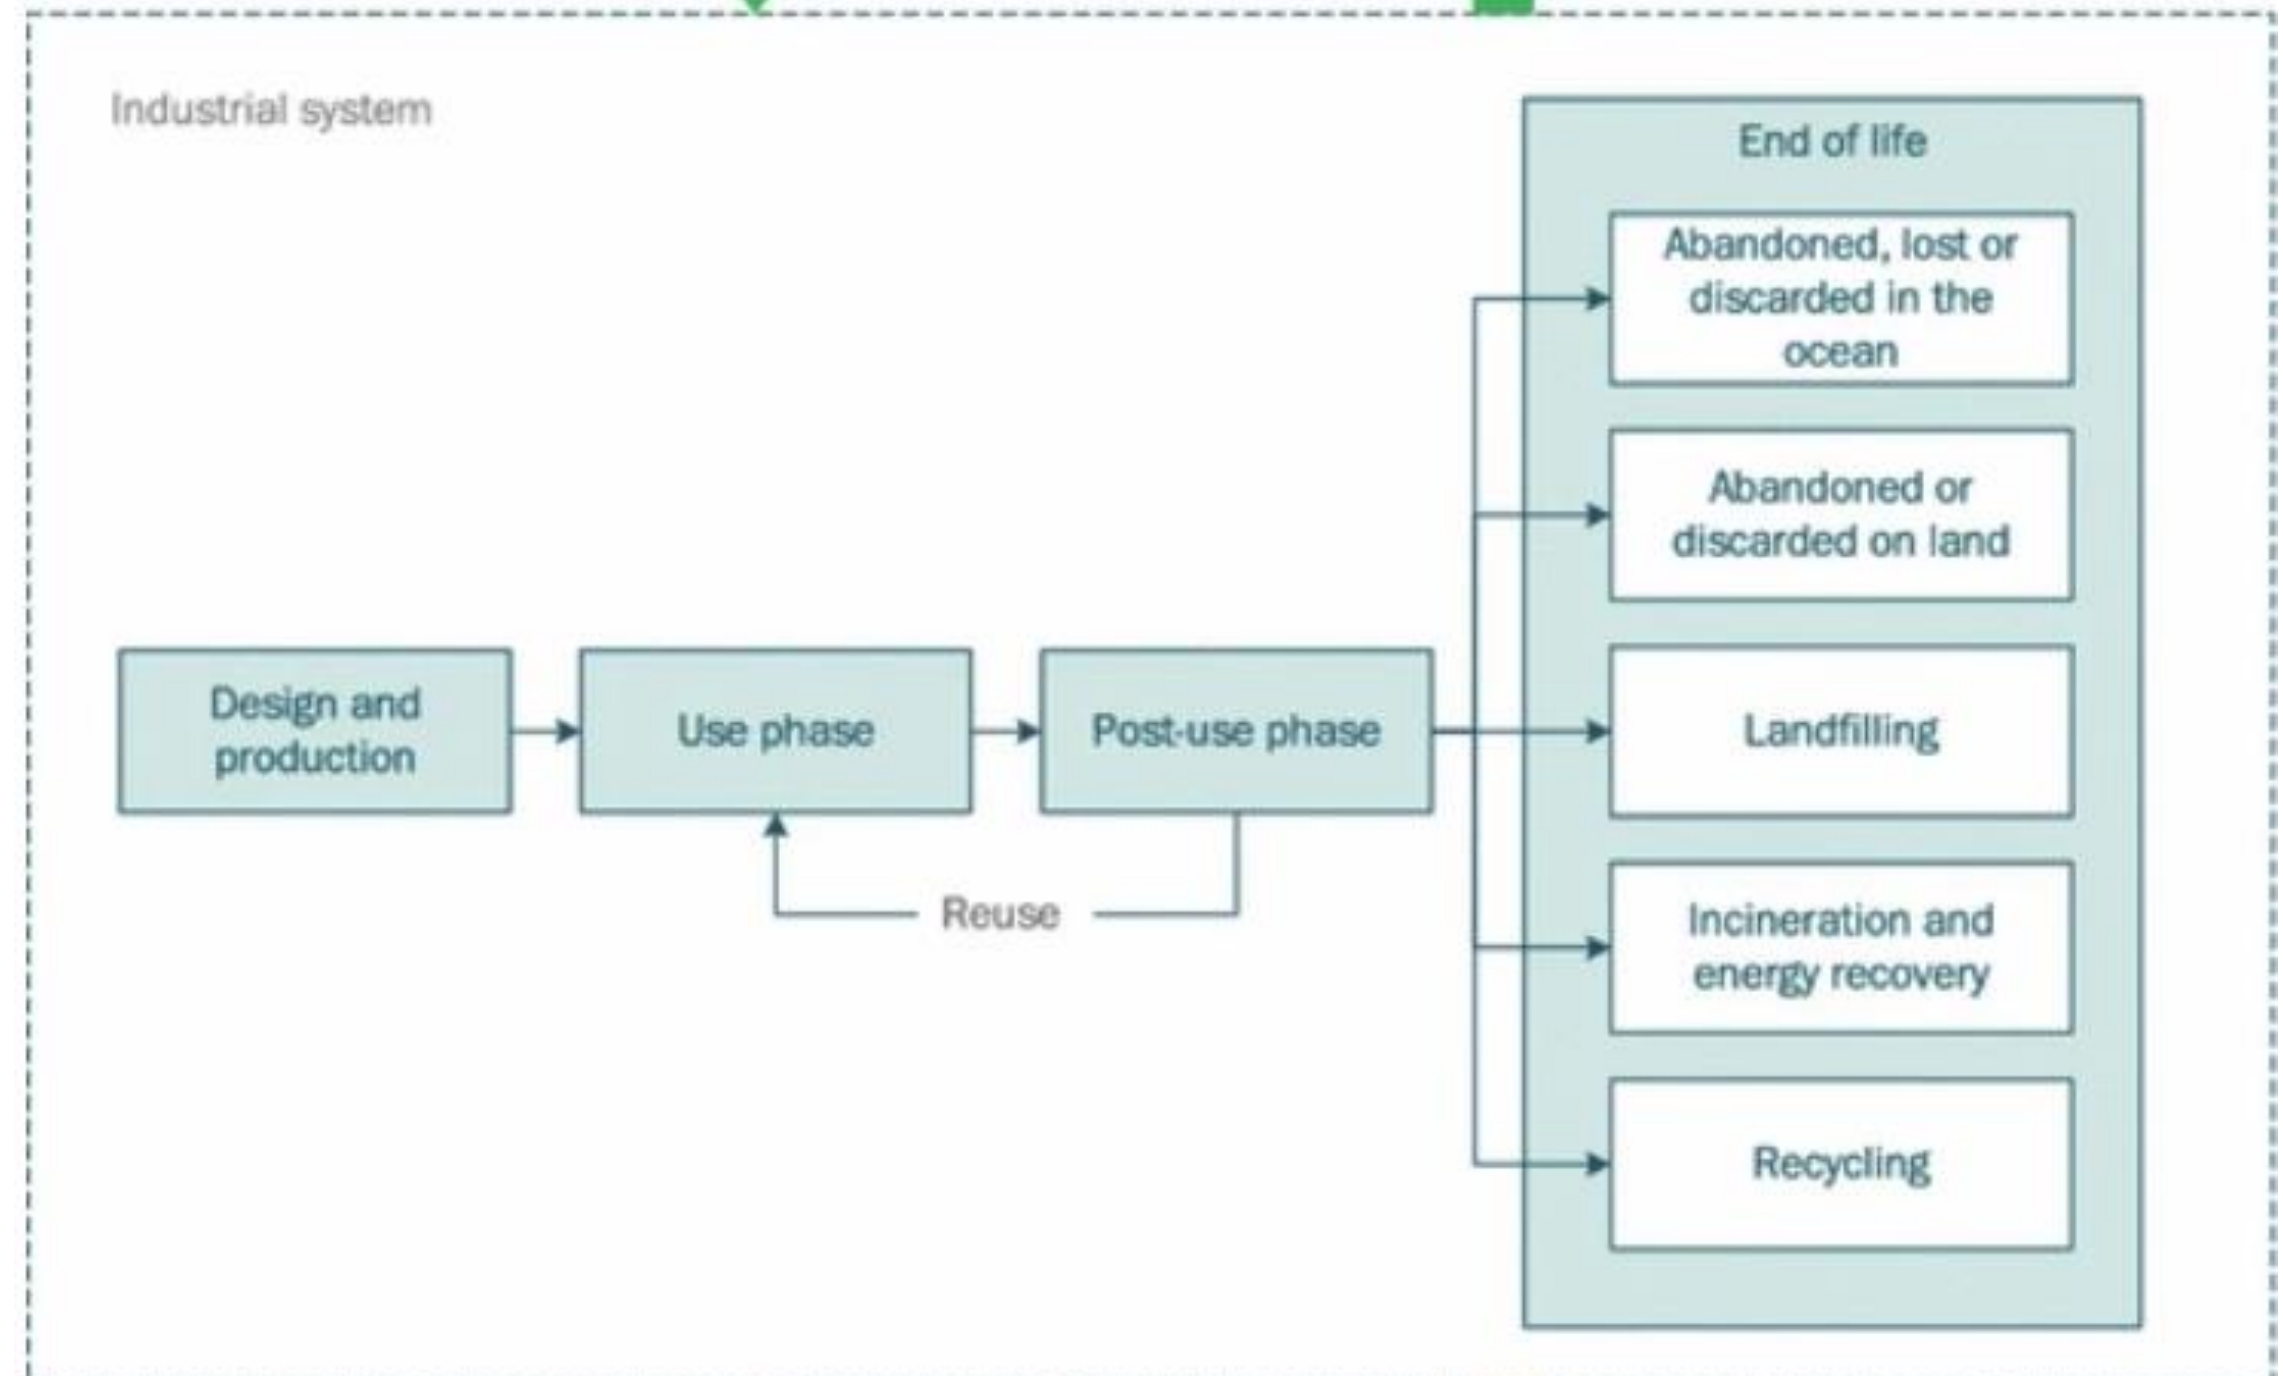 Industrial system
End of life
Abandoned, lost or
discarded in the
ocean
Abandoned or
discarded on land
Design and
production
Use phase
Post-use phase
Landfilling
Reuse
Incineration and
energy recovery
Recycling